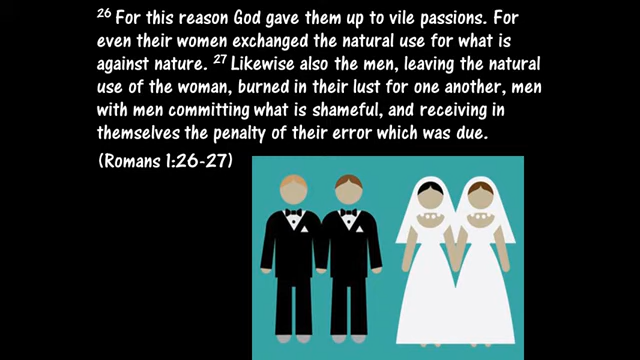 26 For this reason God gave them up to vile passions. For
even their women exchanged the natural use for what is
against nature. 27 Likewise also the men, leaving the natural
use of the woman, burned in their lust for one another, men
with men committing what is shameful, and receiving in
themselves the penalty of their error which was due.
(Romans 1:26-27)